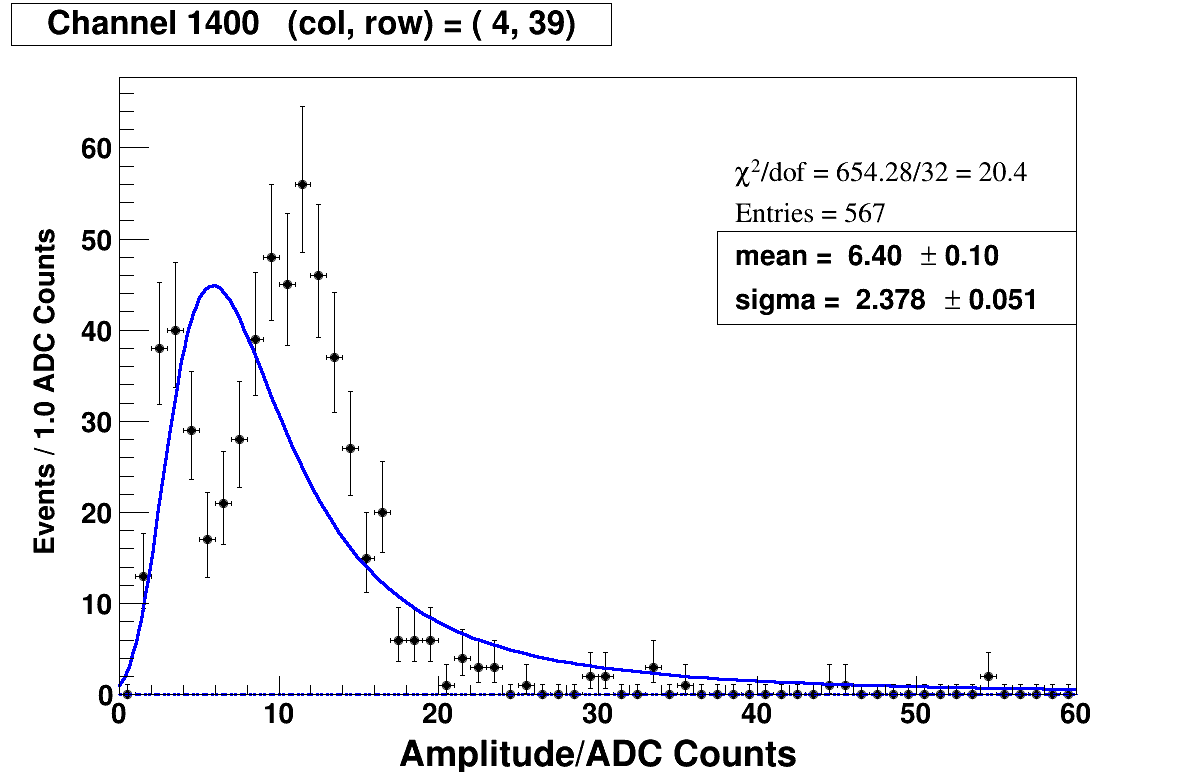 Channel 1400 (col, row) = ( 4, 39)
χ²/dof = 654.28/32 = 20.4
Entries = 567
mean = 6.40 ± 0.10
sigma = 2.378 ± 0.051
Events / 1.0 ADC Counts
60
50
40
30
20
10
0
0 10 20 30 40 50 60
Amplitude/ADC Counts